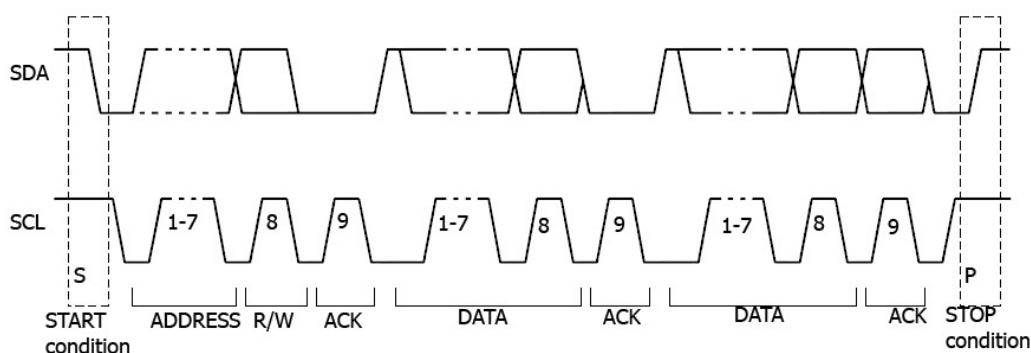 SDA
SCL
1-7
8
9
1-7
8
9
1-7
8
9
S
P
START
condition
ADDRESS
R/W
ACK
DATA
ACK
DATA
ACK
STOP
condition